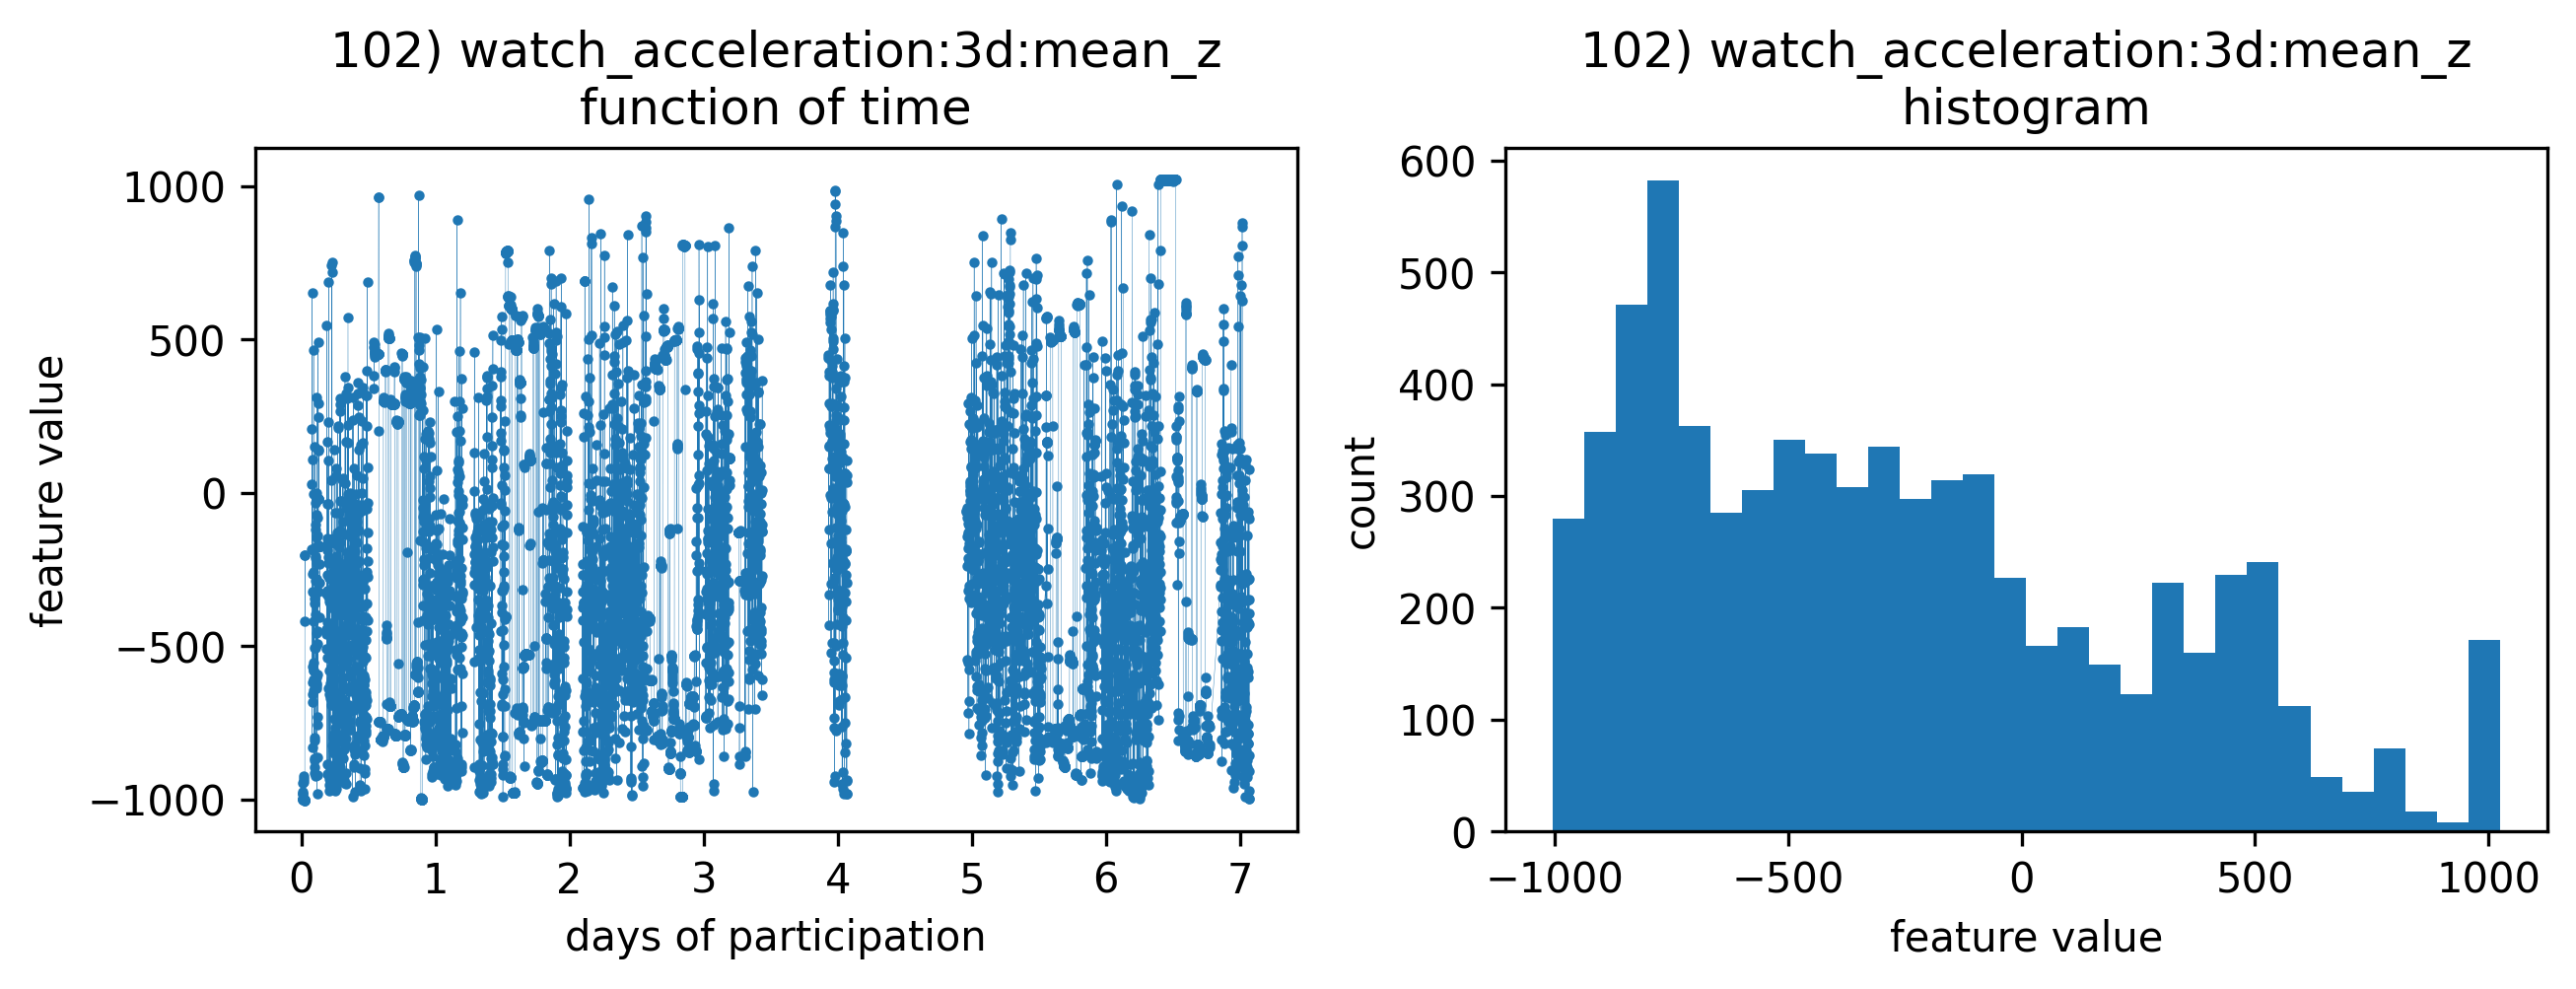 102) watch_acceleration:3d:mean_z
function of time
1000
500
0
−500
−1000
feature value
0 1 2 3 4 5 6 7
days of participation
102) watch_acceleration:3d:mean_z
histogram
600
500
400
300
200
100
0
count
−1000 −500 0 500 1000
feature value